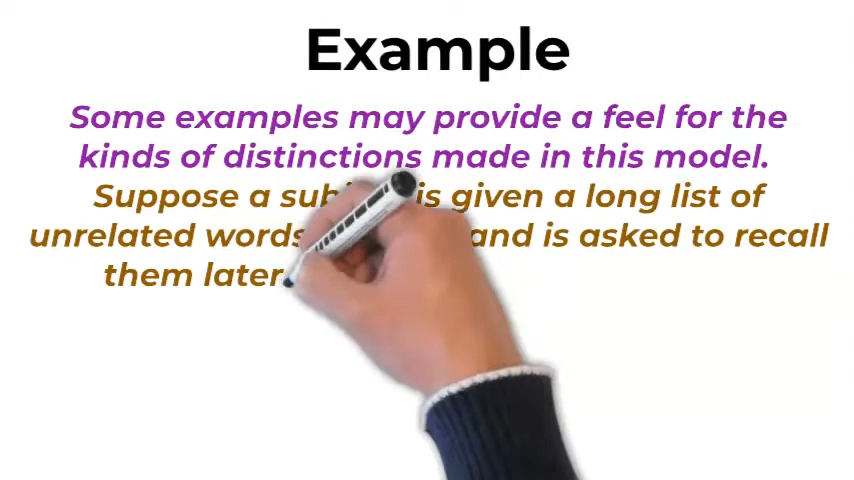 Example
Some examples may provide a feel for the
kinds of distinctions made in this model.
Suppose a is given a long list of
unrelated words and is asked to recall
them later